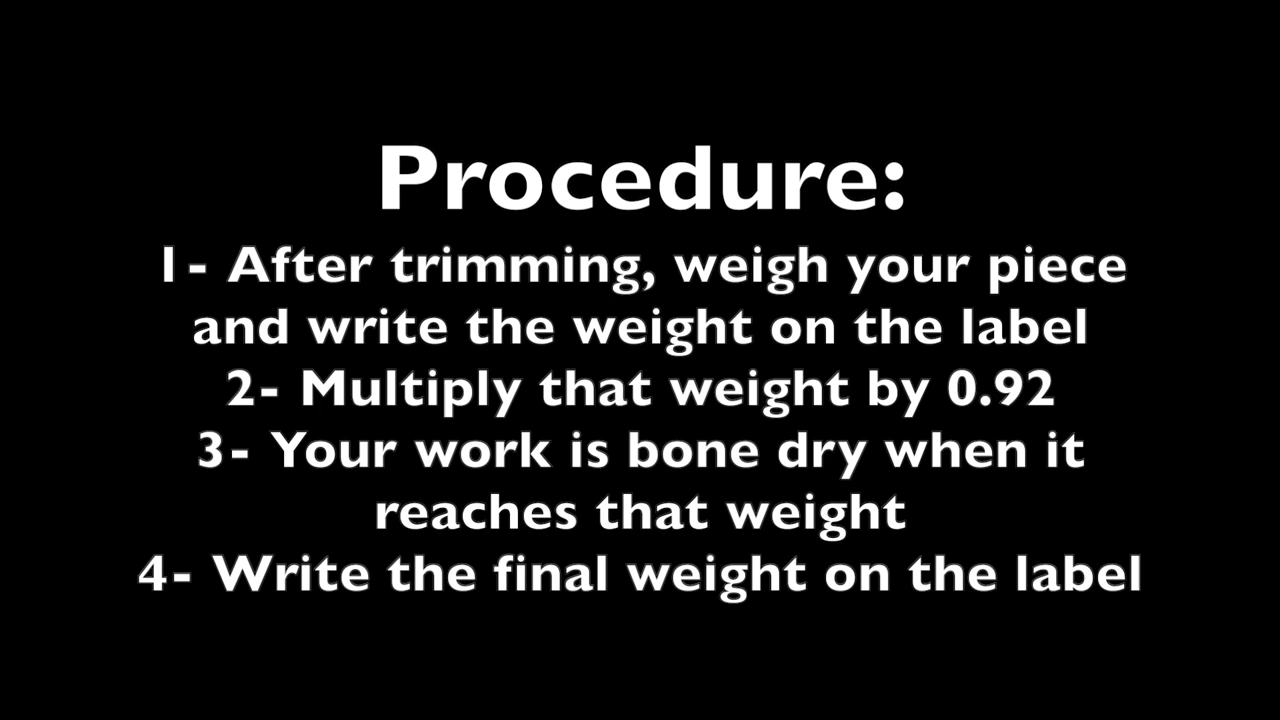 Procedure:
1- After trimming, weigh your piece
and write the weight on the label
2- Multiply that weight by 0.92
3- Your work is bone dry when it
reaches that weight
4- Write the final weight on the label